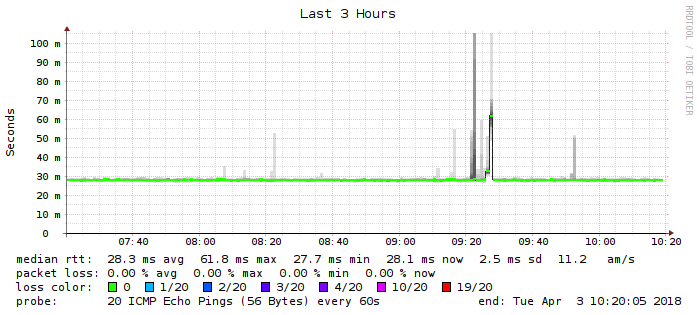 Last 3 Hours
RRDTOOL / TOBI OETIKER
Seconds
100 m
90 m
80 m
70 m
60 m
50 m
40 m
30 m
20 m
10 m
0
07:40 08:00 08:20 08:40 09:00 09:20 09:40 10:00 10:20
median rtt: 28.3 ms avg 61.8 ms max 27.7 ms min 28.1 ms now 2.5 ms sd 11.2 am/s
packet loss: 0.00 % avg 0.00 % max 0.00 % min 0.00 % now
loss color: 0 1/20 2/20 3/20 4/20 10/20 19/20
probe: 20 ICMP Echo Pings (56 Bytes) every 60s end: Tue Apr 3 10:20:05 2018